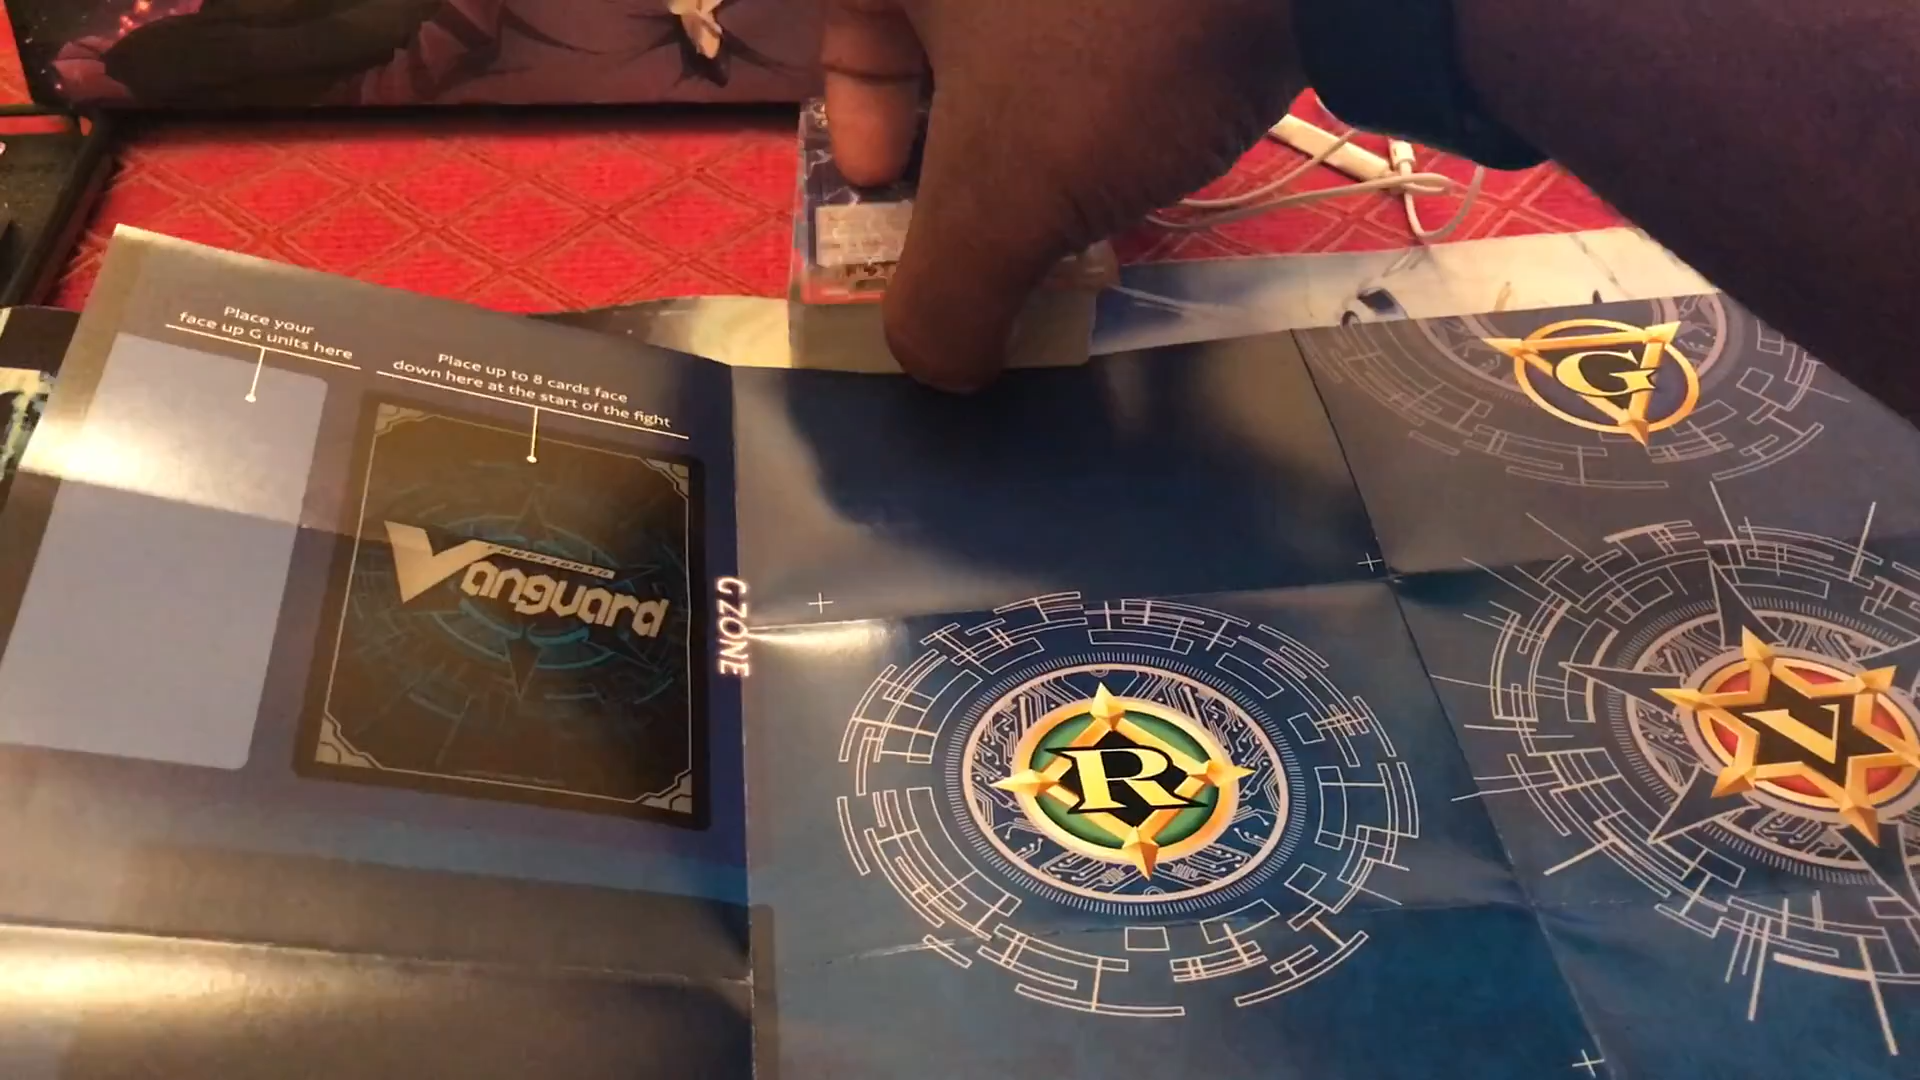 Place your
face up G units here
Place up to 8 cards face
down here at the start of the fight
CARDFIGHT!!
Vanguard
G ZONE
G
R
V